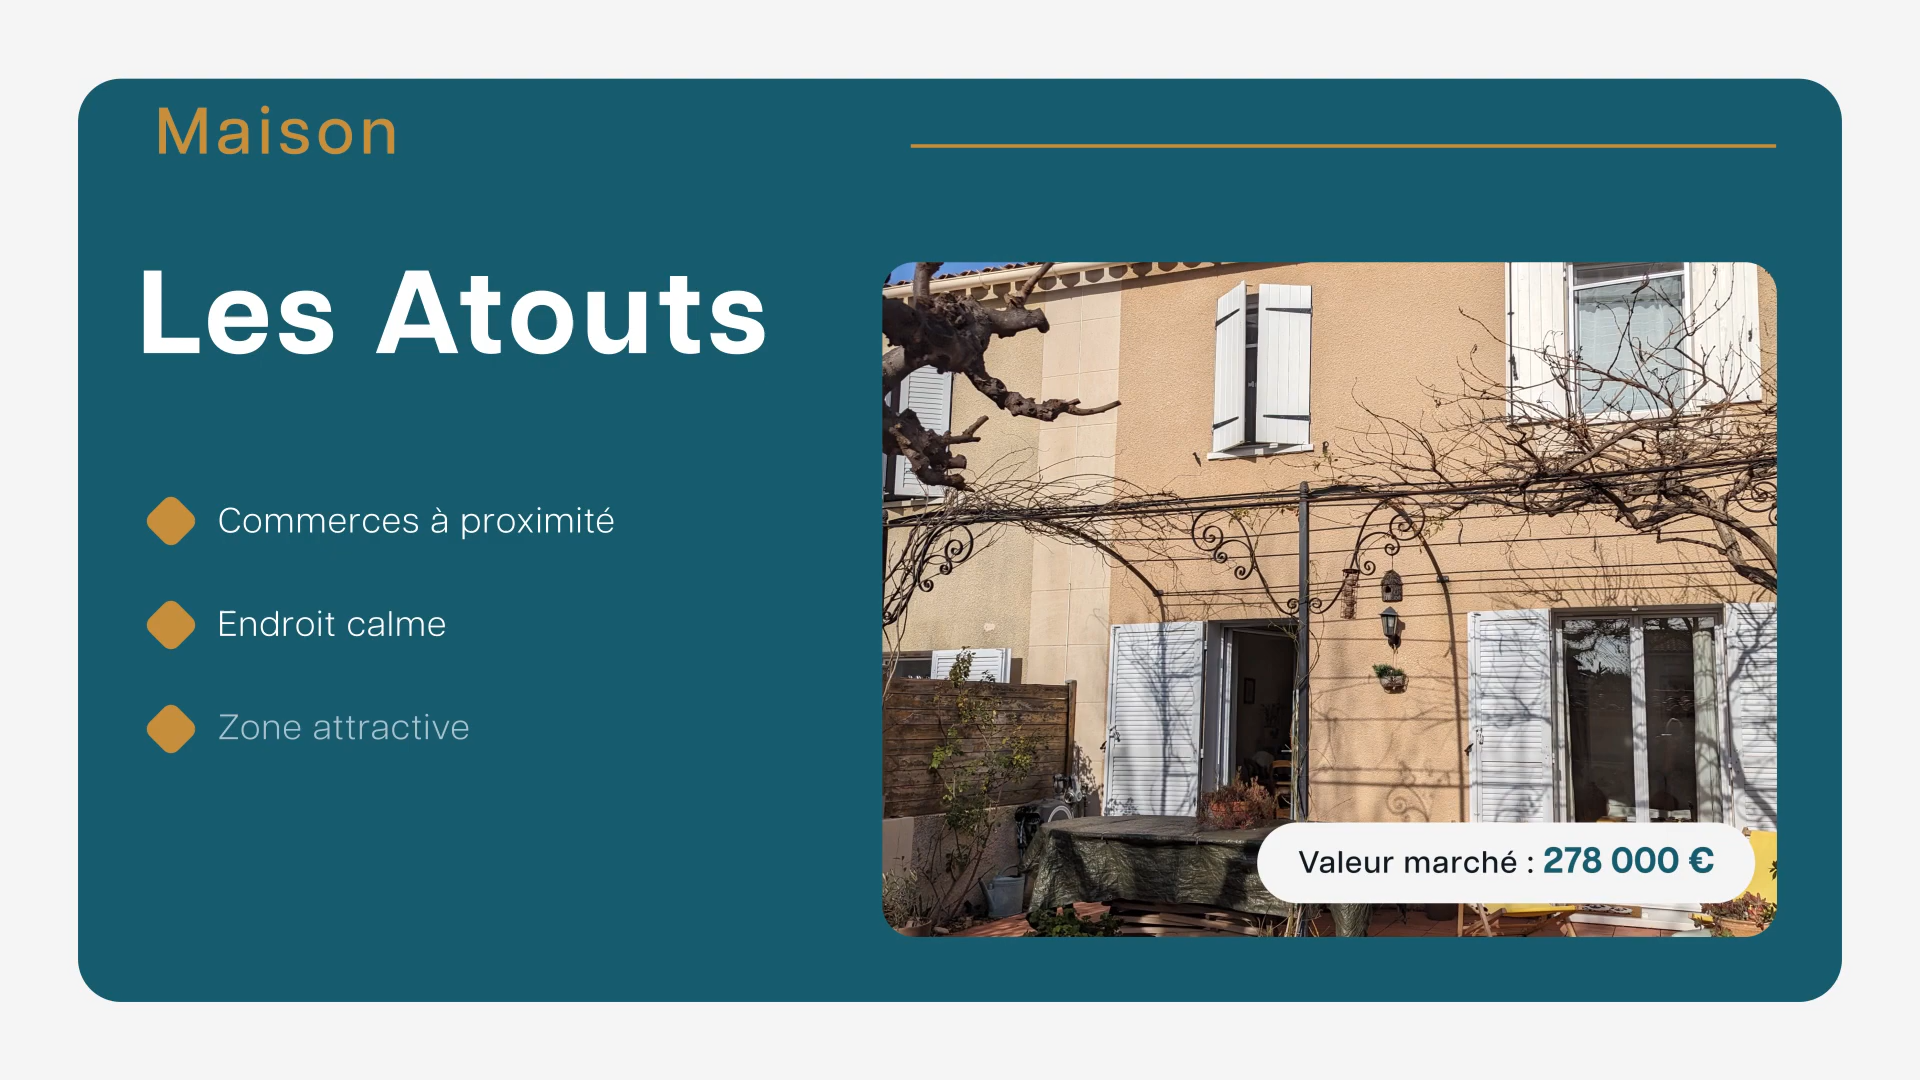 Maison
Les Atouts
Commerces à proximité
Endroit calme
Zone attractive
Valeur marché : 278 000 €